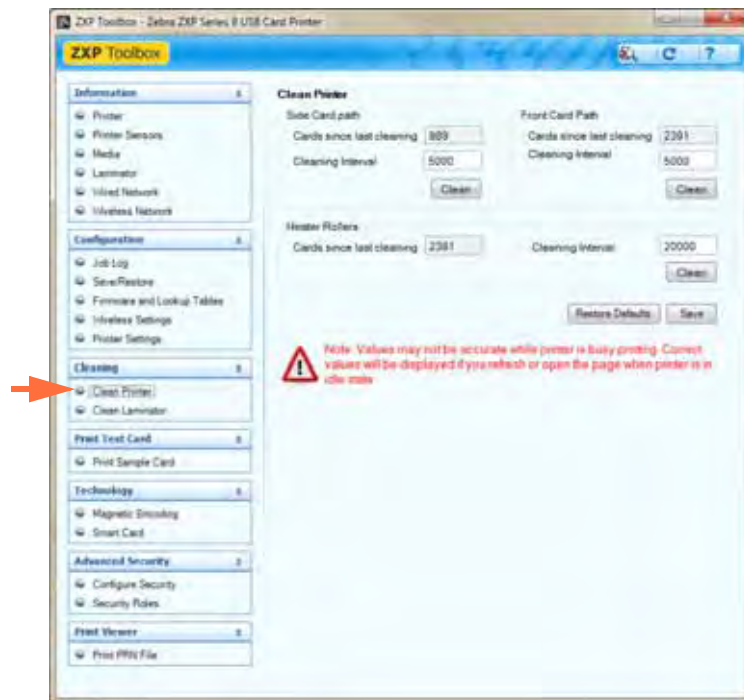 ZXP Toolbox - Zebra ZXP Series 8 USB Card Printer
ZXP Toolbox
Information
Printer
Printer Sensors
Media
Laminator
Wired Network
Wireless Network
Configuration
Job Log
Save/Restore
Firmware and Lookup Tables
Wireless Settings
Printer Settings
Cleaning
Clean Printer
Clean Laminator
Print Test Card
Print Sample Card
Technology
Magnetic Encoding
Smart Card
Advanced Security
Configure Security
Security Roles
Print Viewer
Print PRN File
Clean Printer
Side Card path
Cards since last cleaning 989
Cleaning Interval 5000
Clean
Front Card Path
Cards since last cleaning 2391
Cleaning Interval 5000
Clean
Heater Rollers
Cards since last cleaning 2391
Cleaning Interval 20000
Clean
Restore Defaults Save
Note: Values may not be accurate while printer is busy printing. Correct
values will be displayed if you refresh or open the page when printer is in
idle state